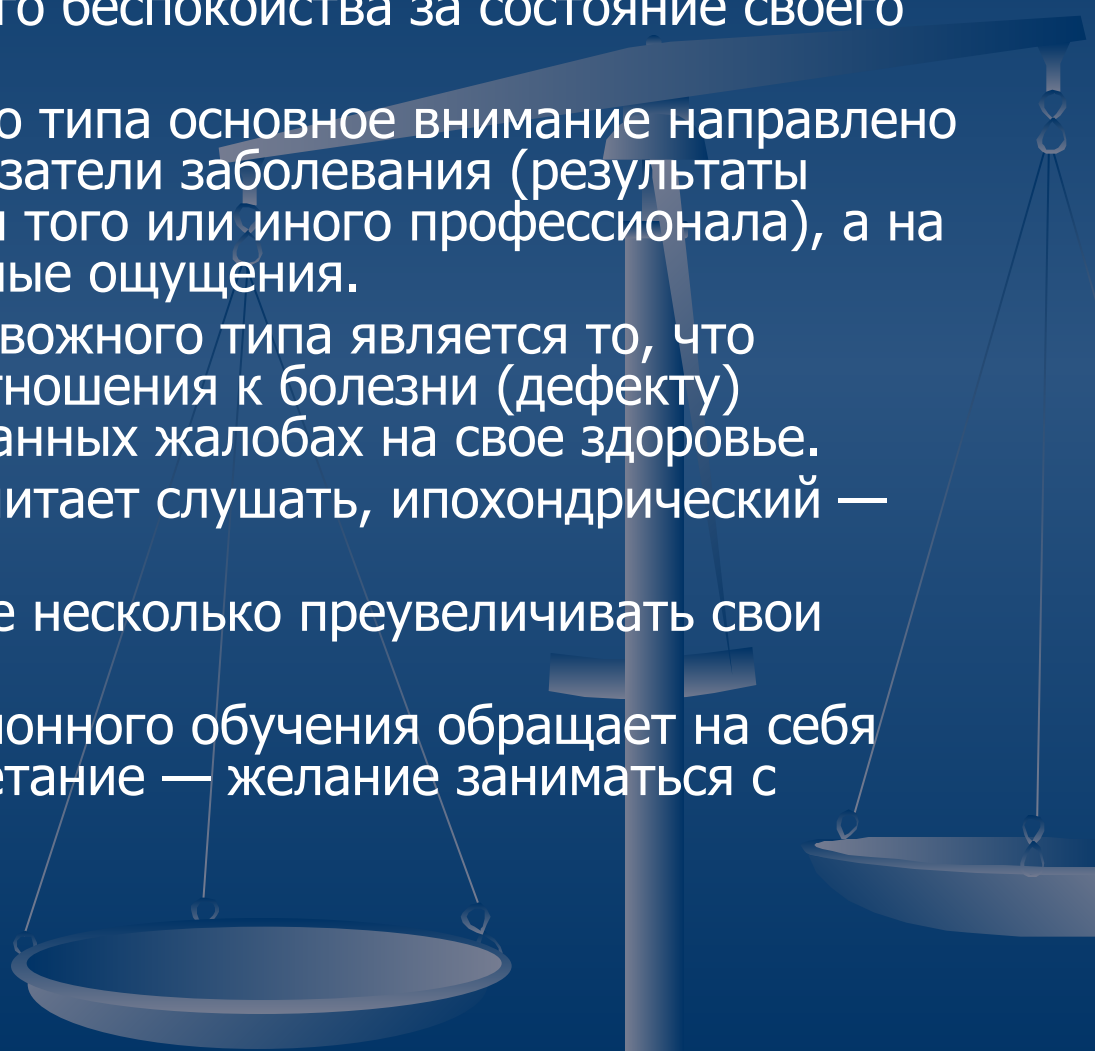 го беспокойства за состояние своего
о типа основное внимание направлено
затели заболевания (результаты
того или иного профессионала), а на
ные ощущения.
вожного типа является то, что
тношения к болезни (дефекту)
анных жалобах на свое здоровье.
читает слушать, ипохондрический —
е несколько преувеличивать свои
ионного обучения обращает на себя
етание — желание заниматься с